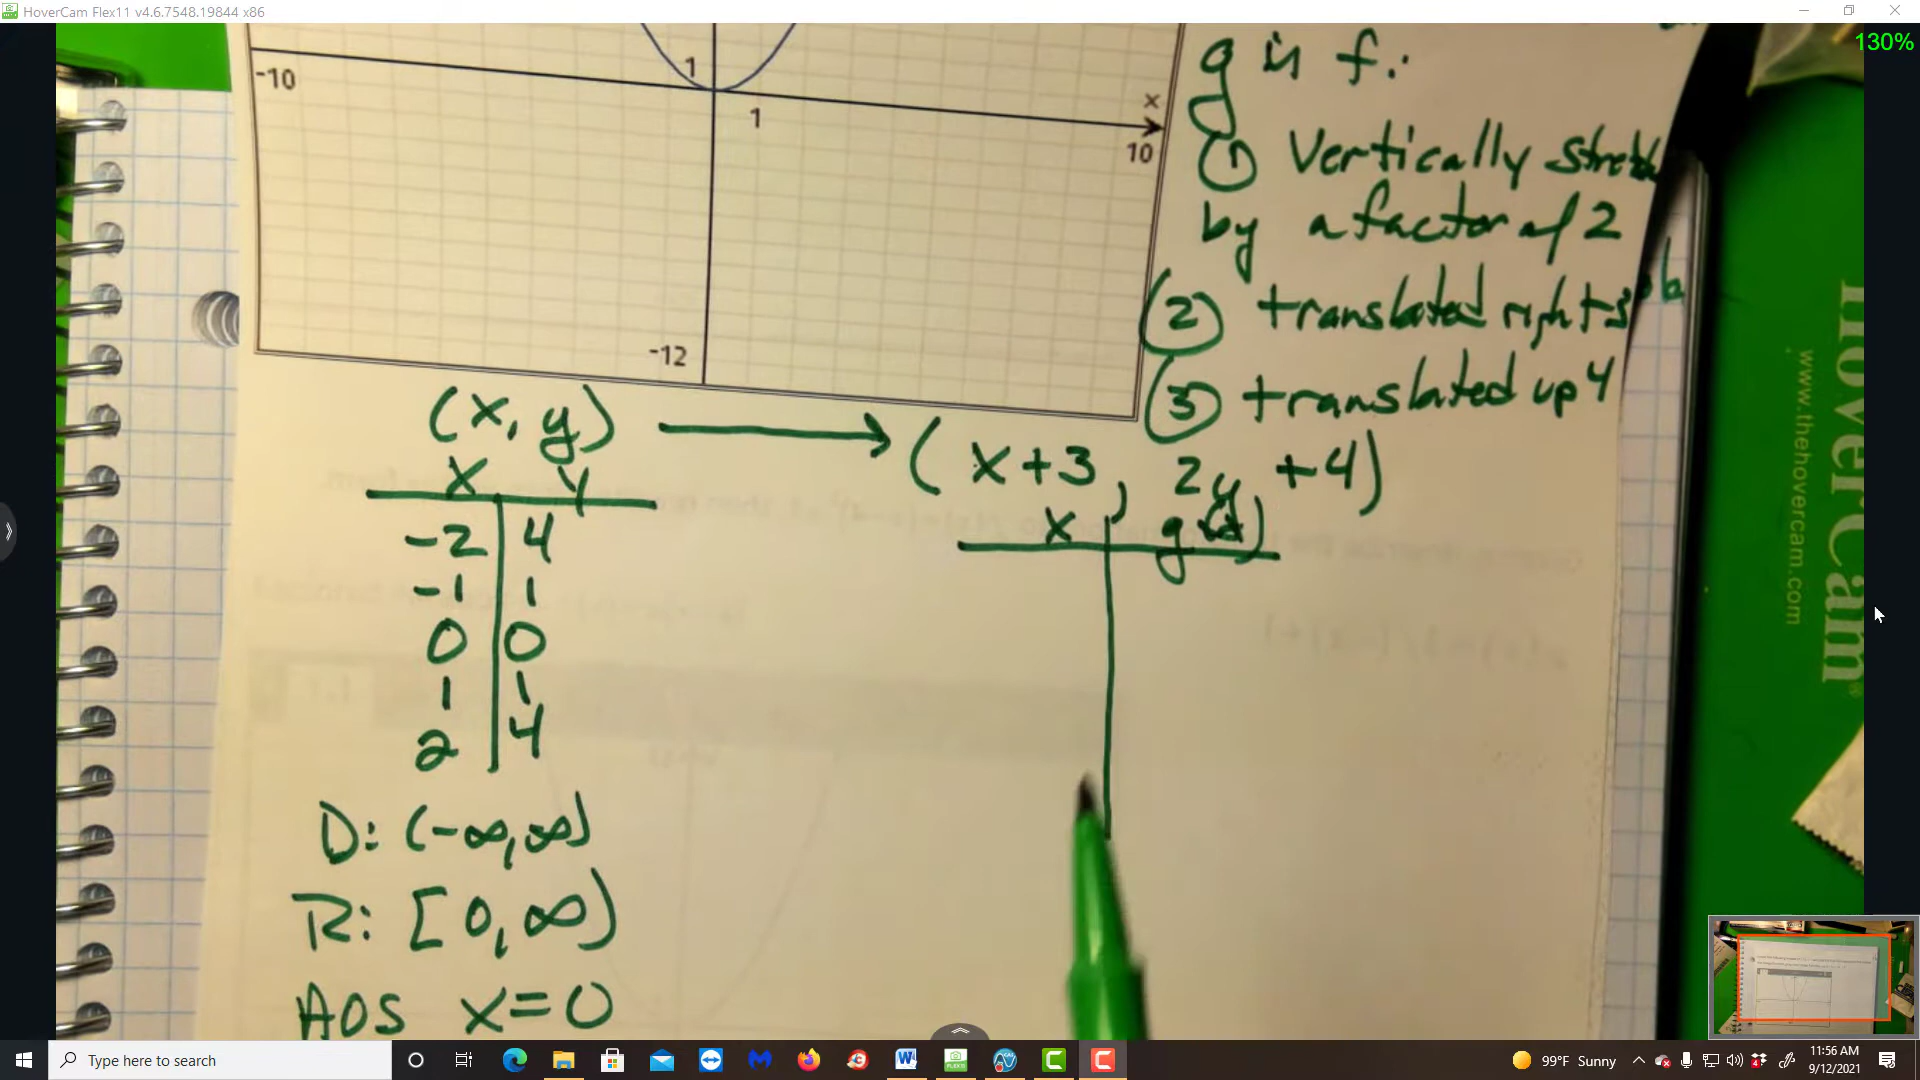 HoverCam Flex11 v4.6.7548.19844 x86
130%
g is f:
① Vertically stretch
by a factor of 2
② translated right 3
③ translated up 4
-10
1
1
x
10
-12
(x, y) → (x+3, 2y +4)
x y
-2 4
-1 1
0 0
1 1
2 4
x g(x)
D: (-∞,∞)
R: [0,∞)
AOS x=0
HoverCam®
www.thehovercam.com
Type here to search
99°F Sunny
11:56 AM
9/12/2021